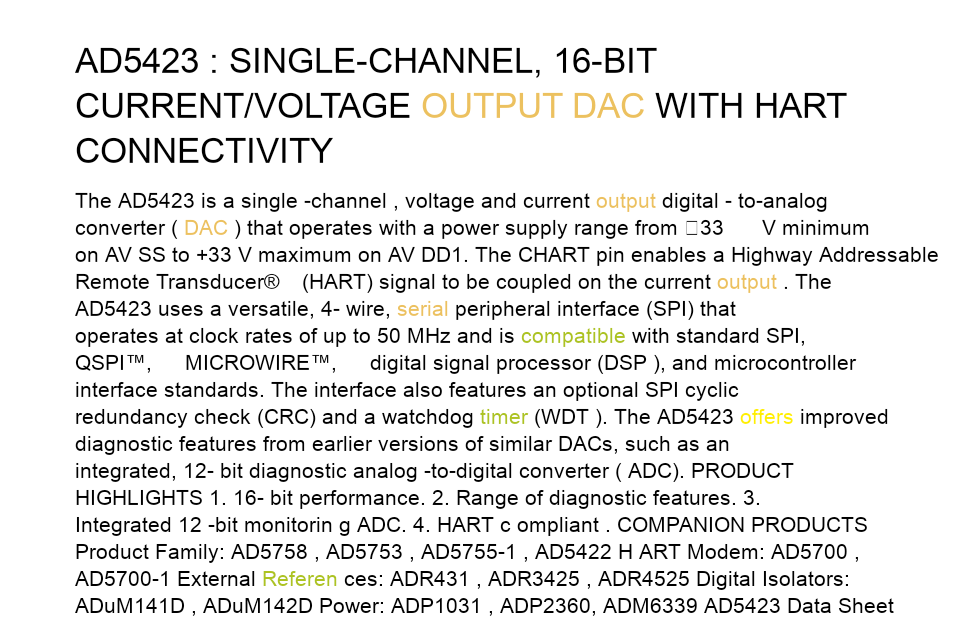 AD5423 : SINGLE-CHANNEL, 16-BIT
CURRENT/VOLTAGE OUTPUT DAC WITH HART
CONNECTIVITY
The AD5423 is a single -channel , voltage and current output digital - to-analog
converter ( DAC ) that operates with a power supply range from □33 V minimum
on AV SS to +33 V maximum on AV DD1. The CHART pin enables a Highway Addressable
Remote Transducer® (HART) signal to be coupled on the current output . The
AD5423 uses a versatile, 4- wire, serial peripheral interface (SPI) that
operates at clock rates of up to 50 MHz and is compatible with standard SPI,
QSPI™, MICROWIRE™, digital signal processor (DSP ), and microcontroller
interface standards. The interface also features an optional SPI cyclic
redundancy check (CRC) and a watchdog timer (WDT ). The AD5423 offers improved
diagnostic features from earlier versions of similar DACs, such as an
integrated, 12- bit diagnostic analog -to-digital converter ( ADC). PRODUCT
HIGHLIGHTS 1. 16- bit performance. 2. Range of diagnostic features. 3.
Integrated 12 -bit monitorin g ADC. 4. HART c ompliant . COMPANION PRODUCTS
Product Family: AD5758 , AD5753 , AD5755-1 , AD5422 H ART Modem: AD5700 ,
AD5700-1 External Referen ces: ADR431 , ADR3425 , ADR4525 Digital Isolators:
ADuM141D , ADuM142D Power: ADP1031 , ADP2360, ADM6339 AD5423 Data Sheet